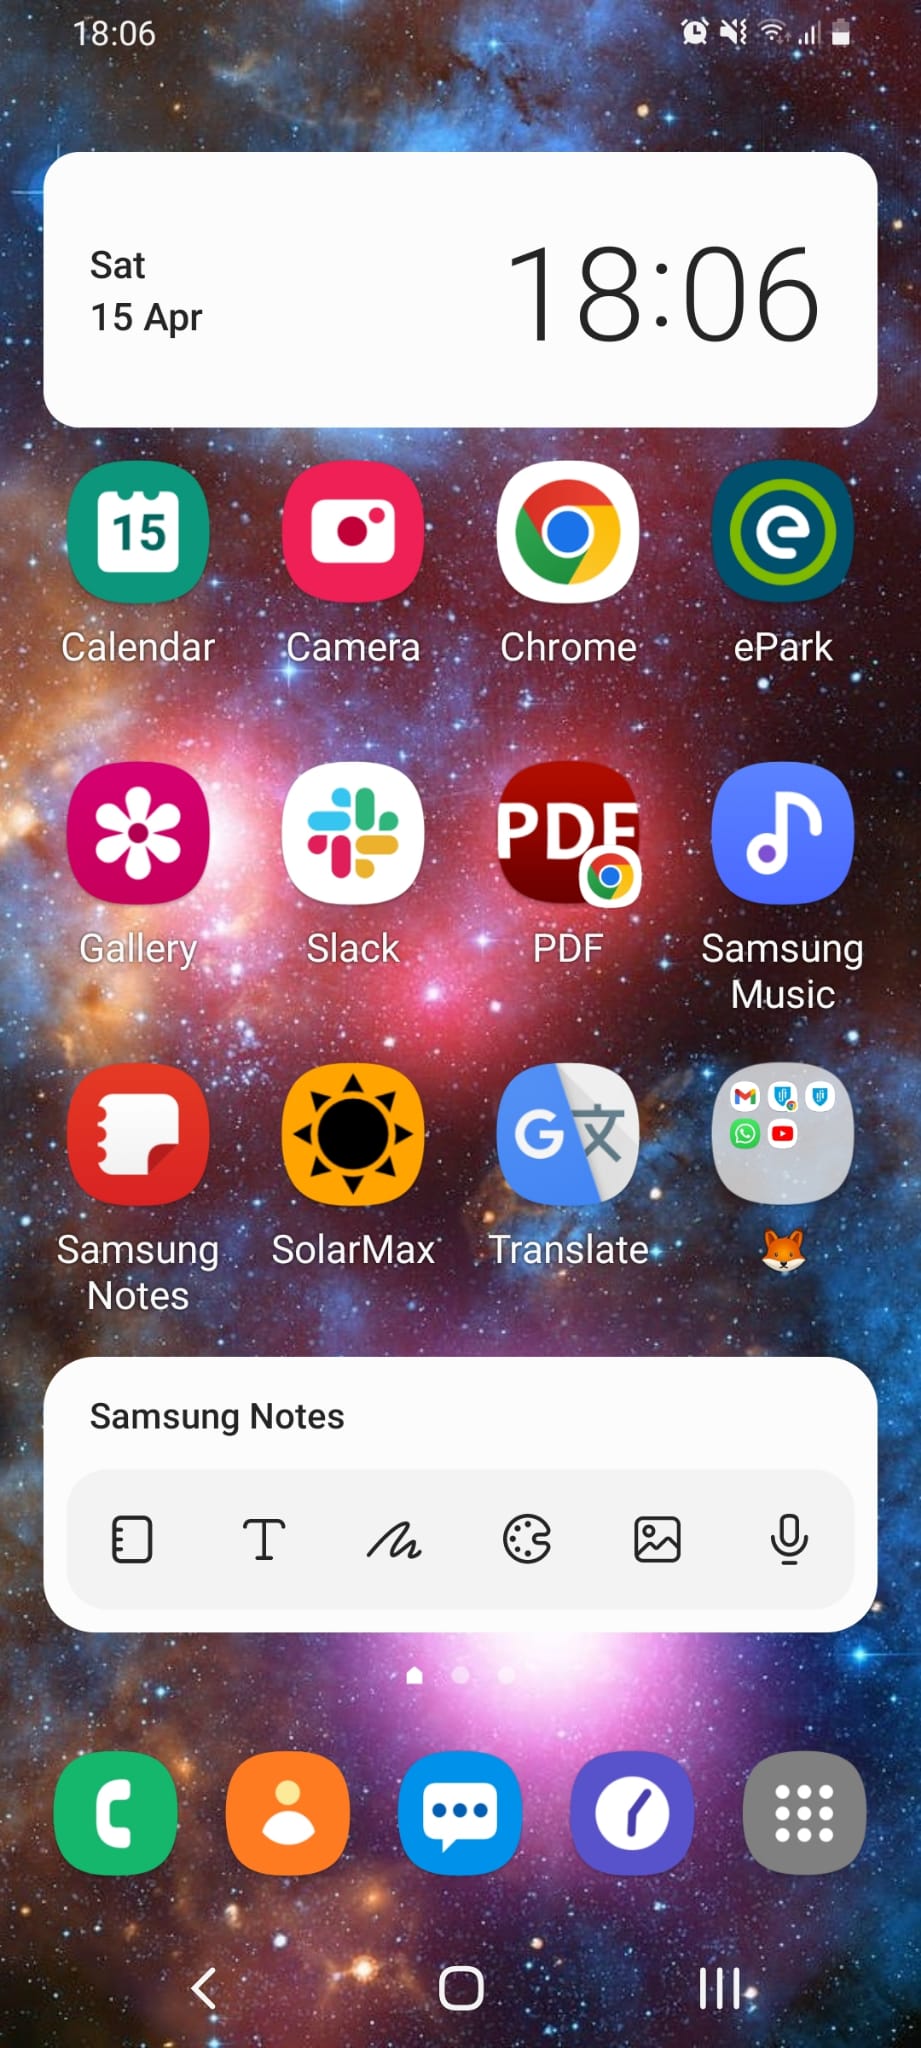 18:06
Sat
15 Apr
18:06
15
Calendar
Camera
Chrome
e
ePark
Gallery
Slack
PDF
PDF
Samsung
Music
Samsung
Notes
SolarMax
G 文
Translate
Samsung Notes
T